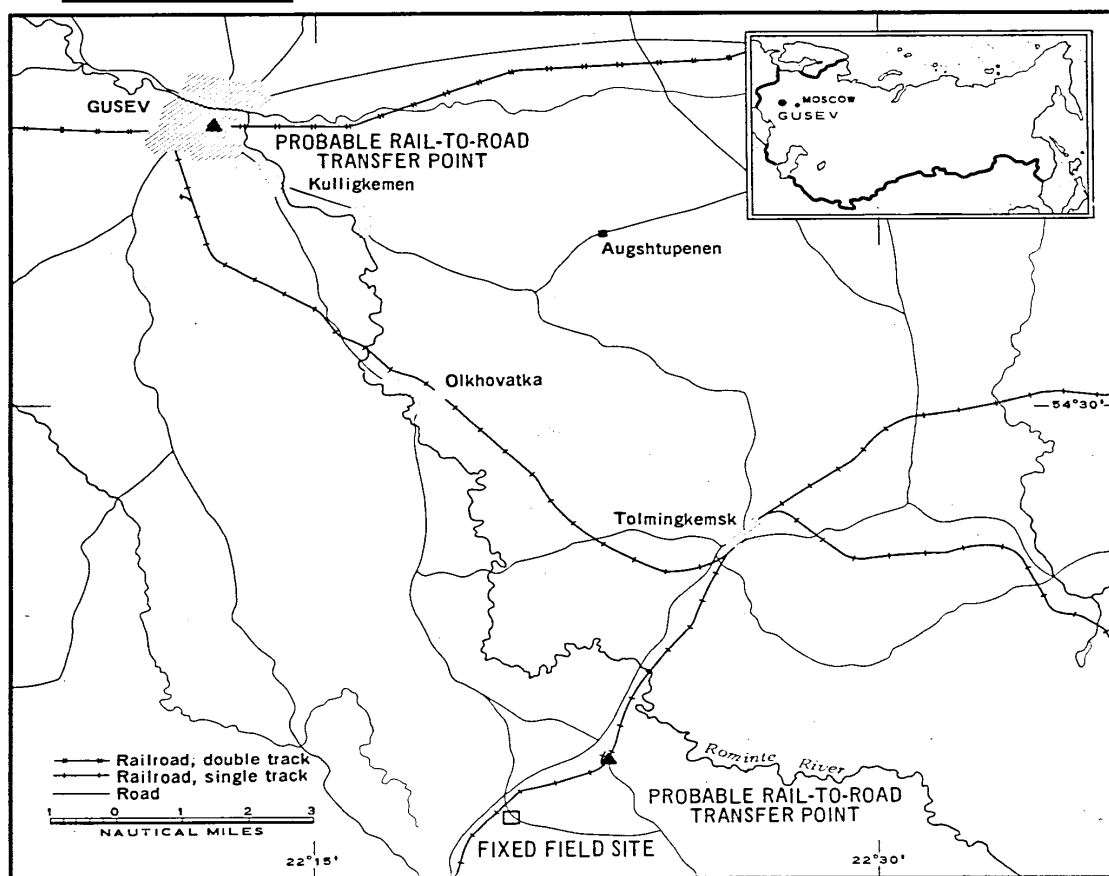 GUSEV
PROBABLE RAIL-TO-ROAD
TRANSFER POINT
Kulligkemen
MOSCOW
GUSEV
Augshtupenen
Olkhovatka
54°30'
Tolmingkemsk
Rominte River
Railroad, double track
Railroad, single track
Road
1 0 1 2 3
NAUTICAL MILES
PROBABLE RAIL-TO-ROAD
TRANSFER POINT
FIXED FIELD SITE
22°15'
22°30'